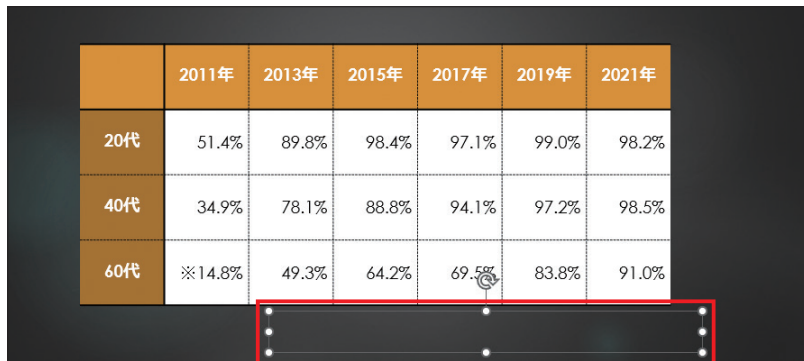 2011年 2013年 2015年 2017年 2019年 2021年
20代 51.4% 89.8% 98.4% 97.1% 99.0% 98.2%
40代 34.9% 78.1% 88.8% 94.1% 97.2% 98.5%
60代 ※14.8% 49.3% 64.2% 69.5% 83.8% 91.0%